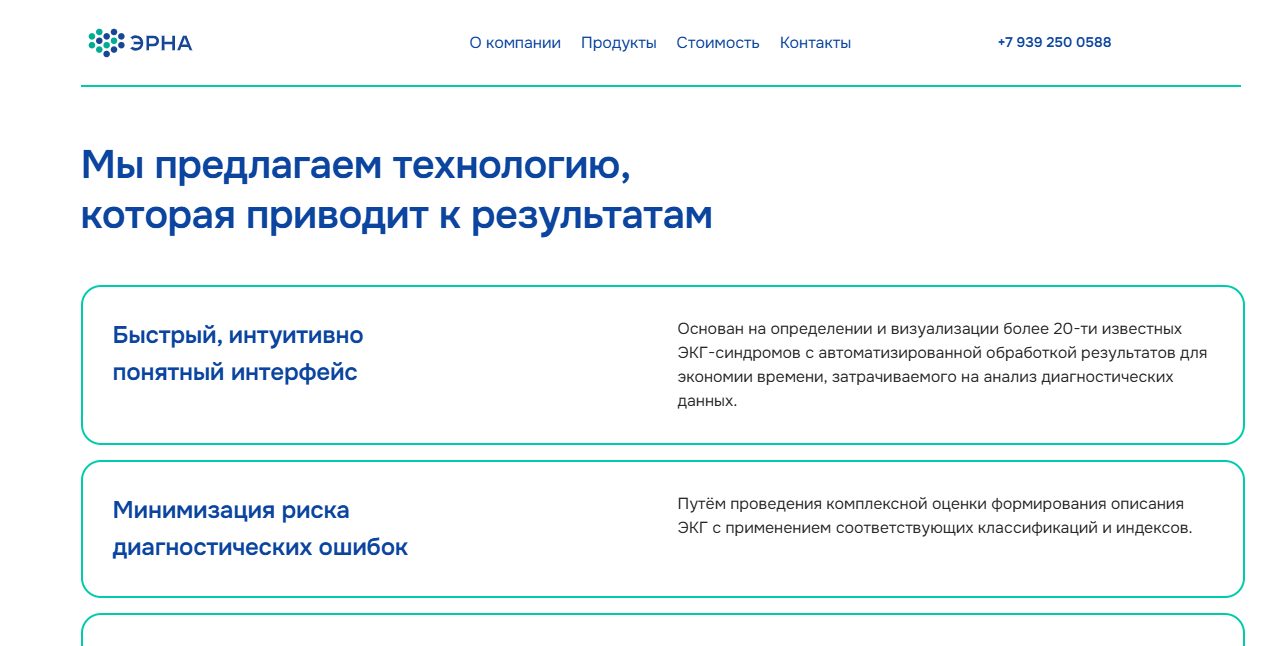 ЭРНА
О компании Продукты Стоимость Контакты
+7 939 250 0588
Мы предлагаем технологию,
которая приводит к результатам
Быстрый, интуитивно
понятный интерфейс
Основан на определении и визуализации более 20-ти известных
ЭКГ-синдромов с автоматизированной обработкой результатов для
экономии времени, затрачиваемого на анализ диагностических
данных.
Минимизация риска
диагностических ошибок
Путём проведения комплексной оценки формирования описания
ЭКГ с применением соответствующих классификаций и индексов.